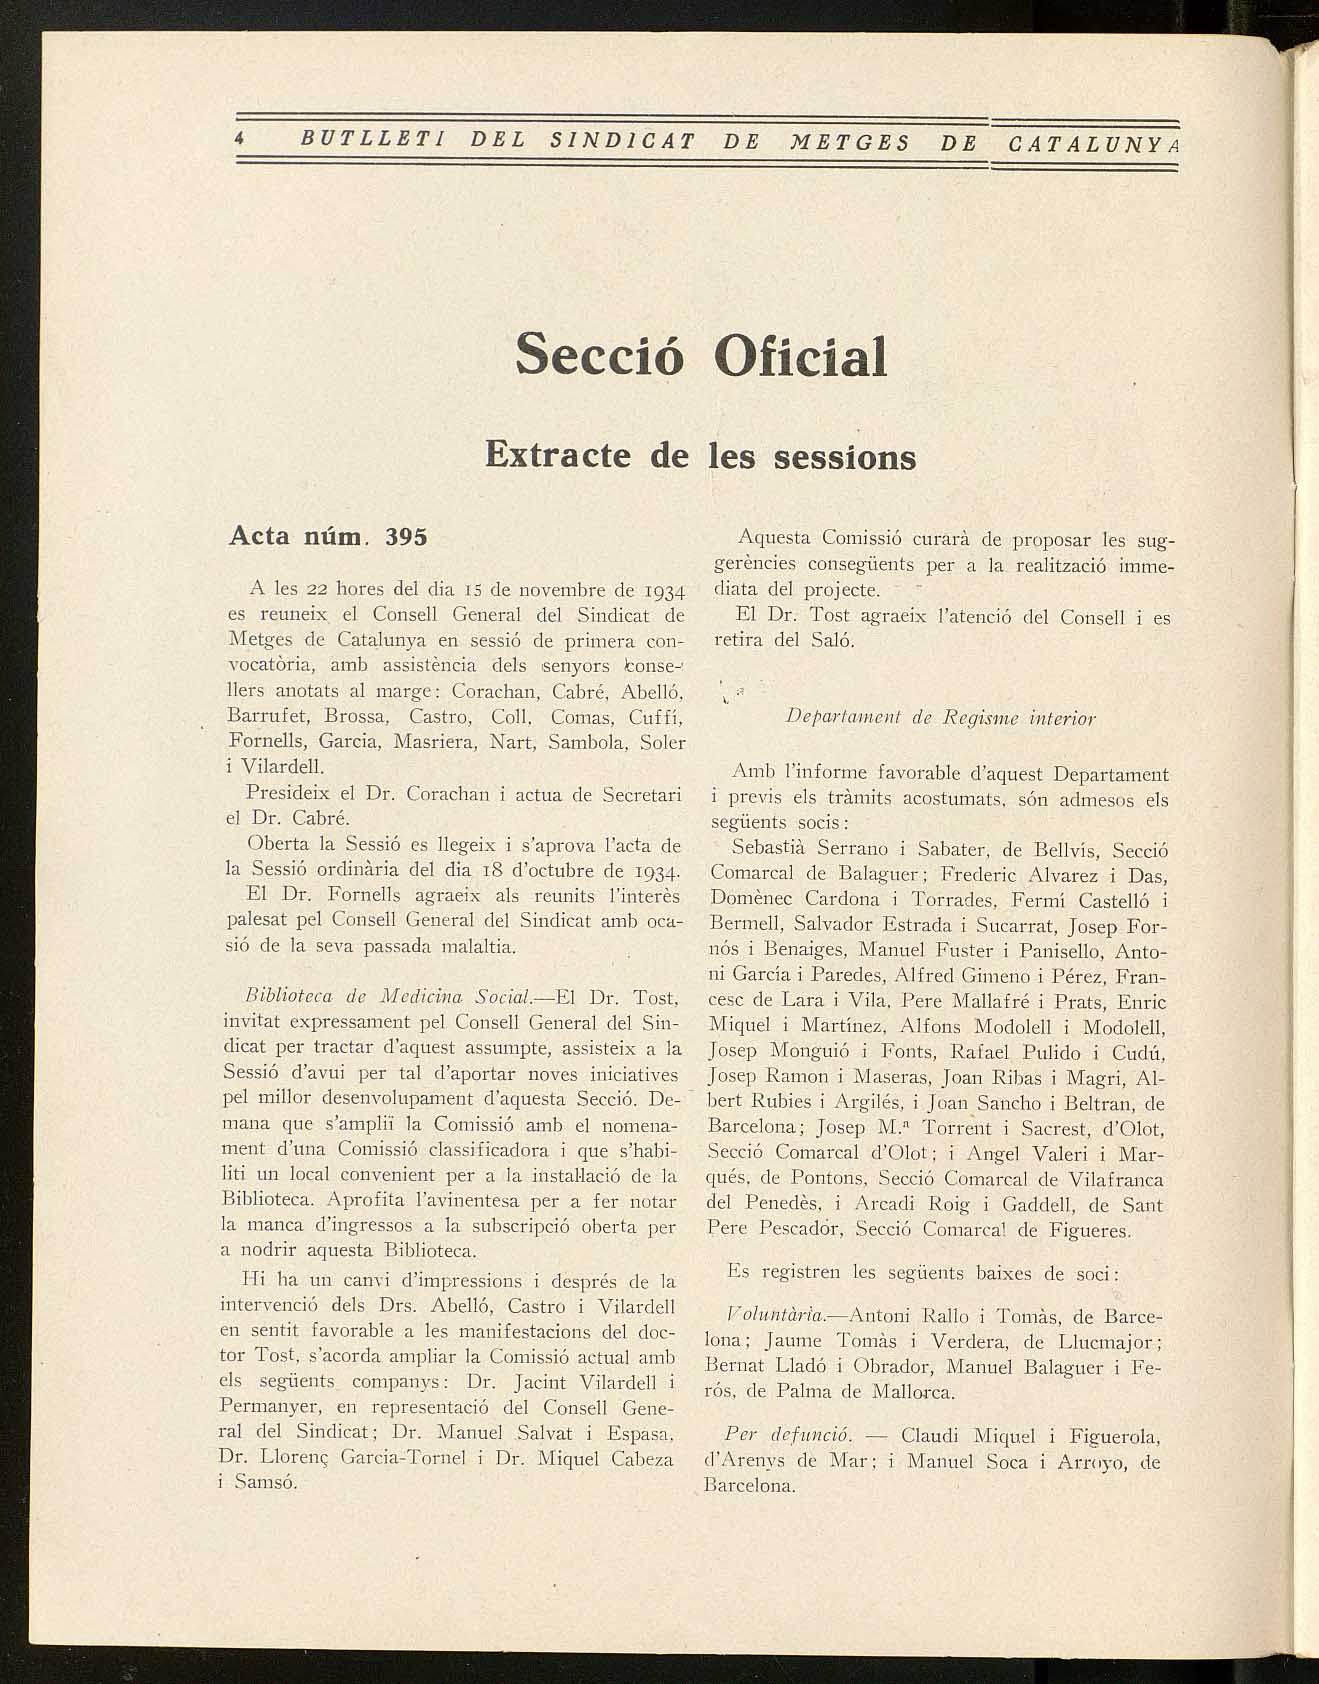 4 BUTLLETI DEL SINDICAT DE METGES DE CATALUNYA
Secció Oficial
Extracte de les sessions
Acta núm. 395
A les 22 hores del dia 15 de novembre de 1934
es reuneix el Consell General del Sindicat de
Metges de Catalunya en sessió de primera con-
vocatòria, amb assistència dels senyors conse-
llers anotats al marge: Corachan, Cabré, Abelló,
Barrufet, Brossa, Castro, Coll, Comas, Cuffí,
Fornells, Garcia, Masriera, Nart, Sambola, Soler
i Vilardell.
Presideix el Dr. Corachan i actua de Secretari
el Dr. Cabré.
Oberta la Sessió es llegeix i s'aprova l'acta de
la Sessió ordinària del dia 18 d'octubre de 1934.
El Dr. Fornells agraeix als reunits l'interès
palesat pel Consell General del Sindicat amb oca-
sió de la seva passada malaltia.
Biblioteca de Medicina Social.—El Dr. Tost,
invitat expressament pel Consell General del Sin-
dicat per tractar d'aquest assumpte, assisteix a la
Sessió d'avui per tal d'aportar noves iniciatives
pel millor desenvolupament d'aquesta Secció. De-
mana que s'ampliï la Comissió amb el nomena-
ment d'una Comissió classificadora i que s'habi-
liti un local convenient per a la instal·lació de la
Biblioteca. Aprofita l'avinentesa per a fer notar
la manca d'ingressos a la subscripció oberta per
a nodrir aquesta Biblioteca.
Hi ha un canvi d'impressions i després de la
intervenció dels Drs. Abelló, Castro i Vilardell
en sentit favorable a les manifestacions del doc-
tor Tost, s'acorda ampliar la Comissió actual amb
els següents companys: Dr. Jacint Vilardell i
Permanyer, en representació del Consell Gene-
ral del Sindicat; Dr. Manuel Salvat i Espasa,
Dr. Llorenç Garcia-Tornel i Dr. Miquel Cabeza
i Samsó.
Aquesta Comissió curarà de proposar les sug-
gerències consegüents per a la realització imme-
diata del projecte.
El Dr. Tost agraeix l'atenció del Consell i es
retira del Saló.
Departament de Regisme interior
Amb l'informe favorable d'aquest Departament
i previs els tràmits acostumats, són admesos els
següents socis:
Sebastià Serrano i Sabater, de Bellvís, Secció
Comarcal de Balaguer; Frederic Alvarez i Das,
Domènec Cardona i Torrades, Fermí Castelló i
Bermell, Salvador Estrada i Sucarrat, Josep For-
nós i Benaiges, Manuel Fuster i Panisello, Anto-
ni García i Paredes, Alfred Gimeno i Pérez, Fran-
cesc de Lara i Vila, Pere Mallafré i Prats, Enric
Miquel i Martínez, Alfons Modolell i Modolell,
Josep Monguió i Fonts, Rafael Pulido i Cudú,
Josep Ramon i Maseras, Joan Ribas i Magri, Al-
bert Rubies i Argilés, i Joan Sancho i Beltran, de
Barcelona; Josep M.ª Torrent i Sacrest, d'Olot,
Secció Comarcal d'Olot; i Angel Valeri i Mar-
qués, de Pontons, Secció Comarcal de Vilafranca
del Penedès, i Arcadi Roig i Gaddell, de Sant
Pere Pescador, Secció Comarcal de Figueres.
Es registren les següents baixes de soci:
Voluntària.—Antoni Rallo i Tomàs, de Barce-
lona; Jaume Tomàs i Verdera, de Llucmajor;
Bernat Lladó i Obrador, Manuel Balaguer i Fe-
rós, de Palma de Mallorca.
Per defunció. — Claudi Miquel i Figuerola,
d'Arenys de Mar; i Manuel Soca i Arroyo, de
Barcelona.